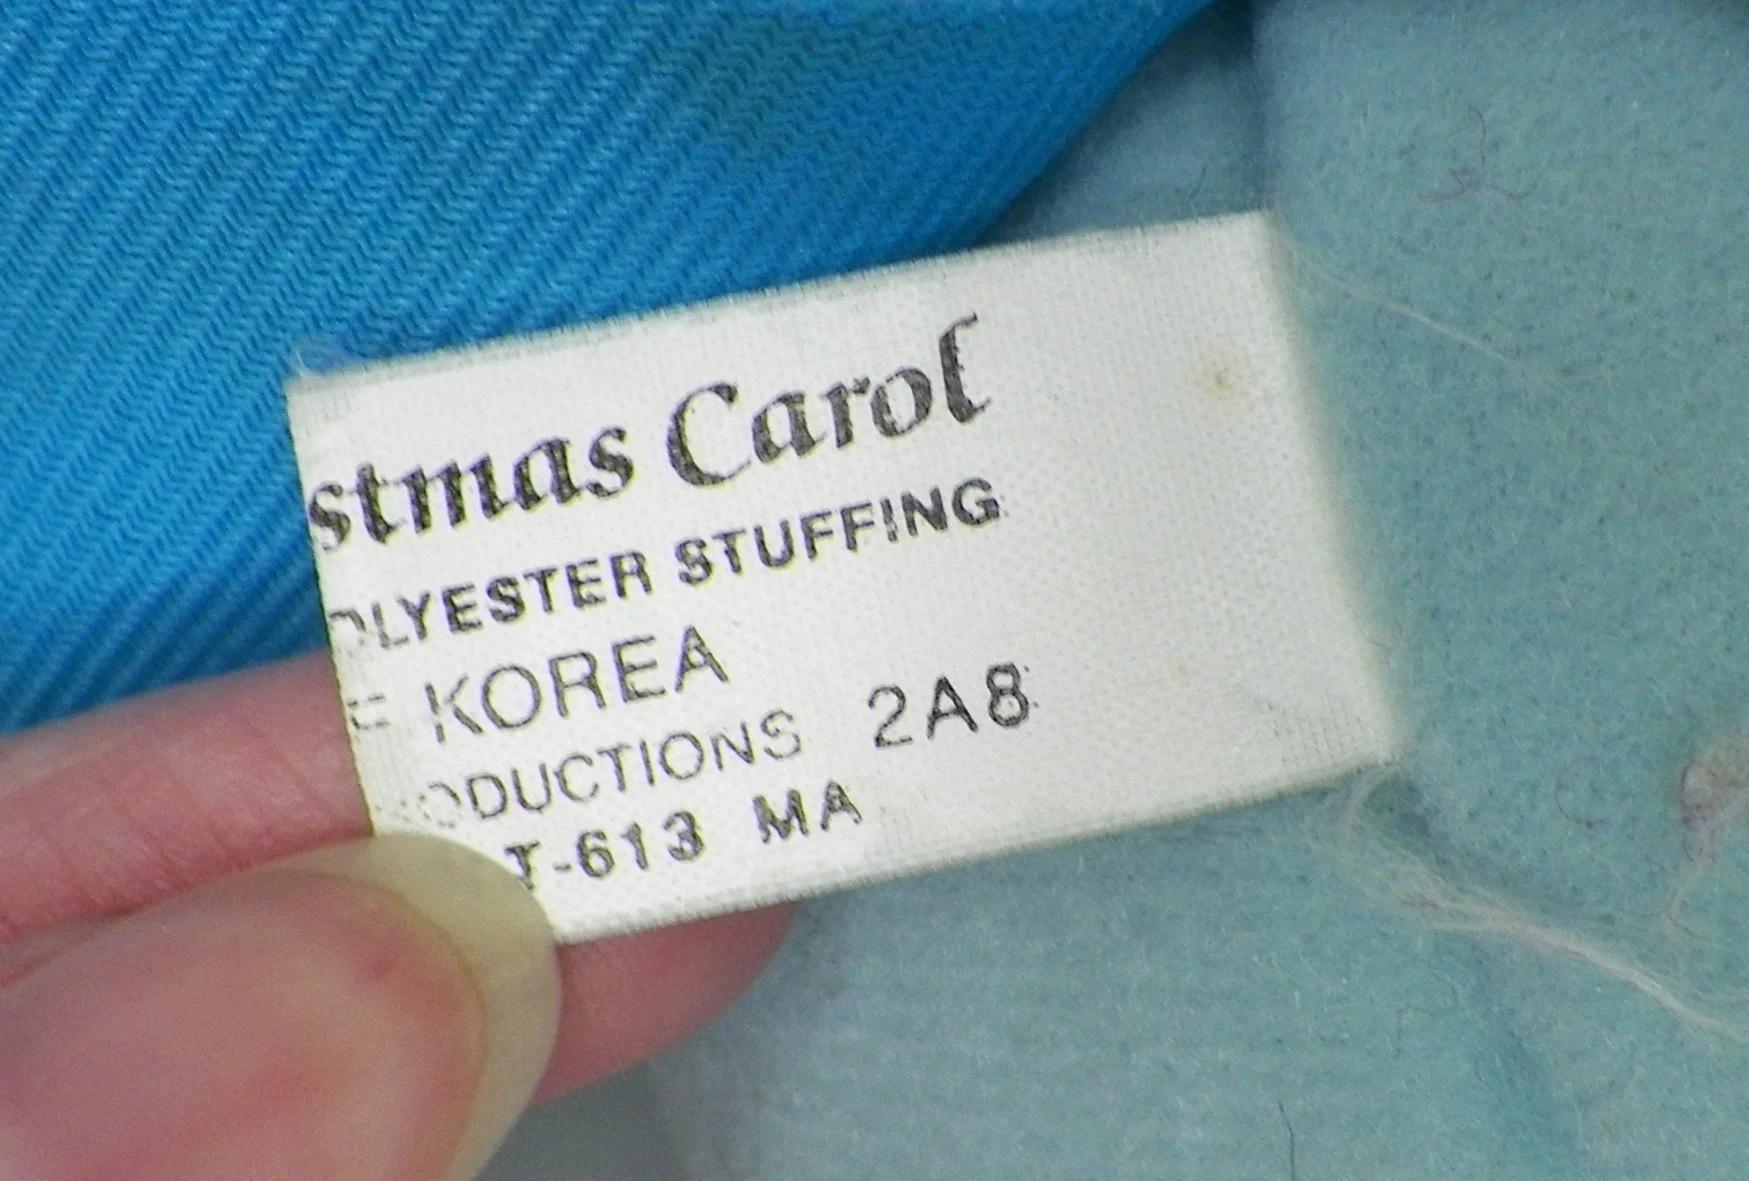 stmas Carol
OLYESTER STUFFING
E KOREA
ODUCTIONS 2A8
T-613 MA